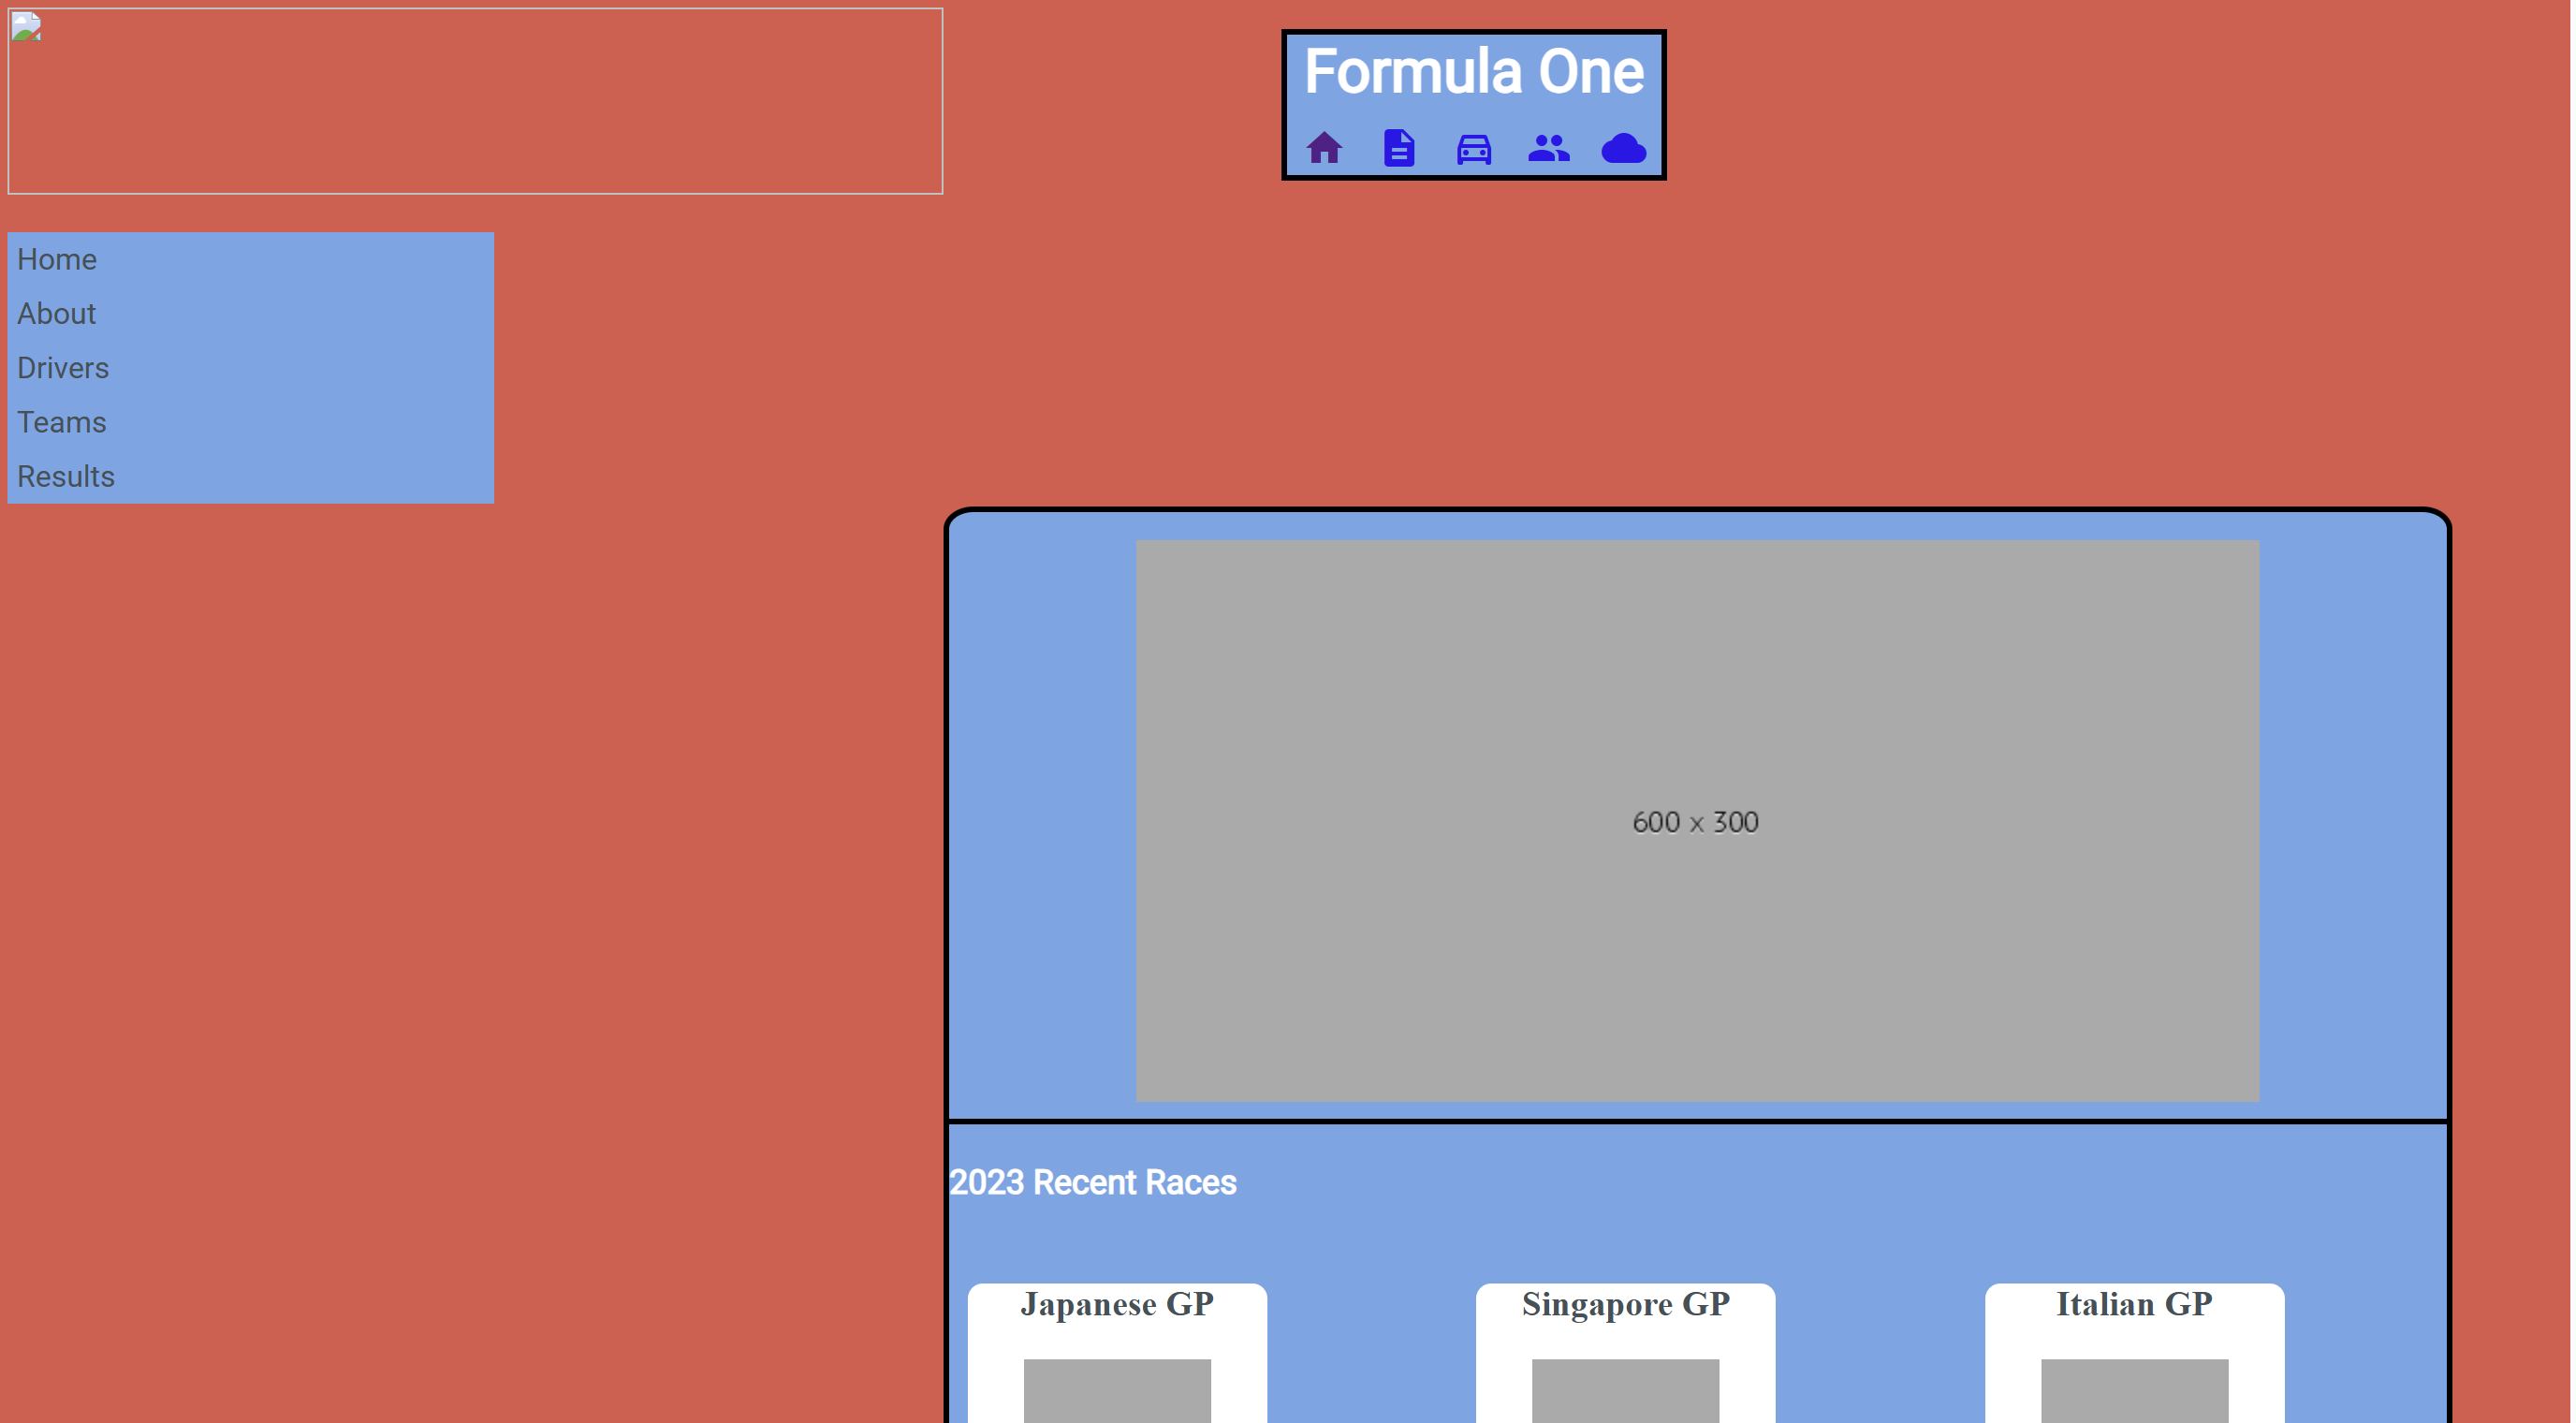 Formula One
Home
About
Drivers
Teams
Results
600 x 300
2023 Recent Races
Japanese GP
Singapore GP
Italian GP